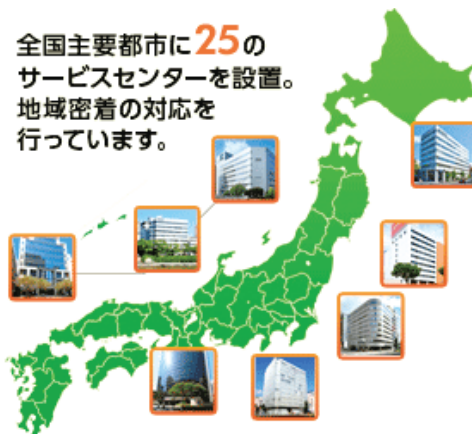 全国主要都市に25の
サービスセンターを設置。
地域密着の対応を
行っています。